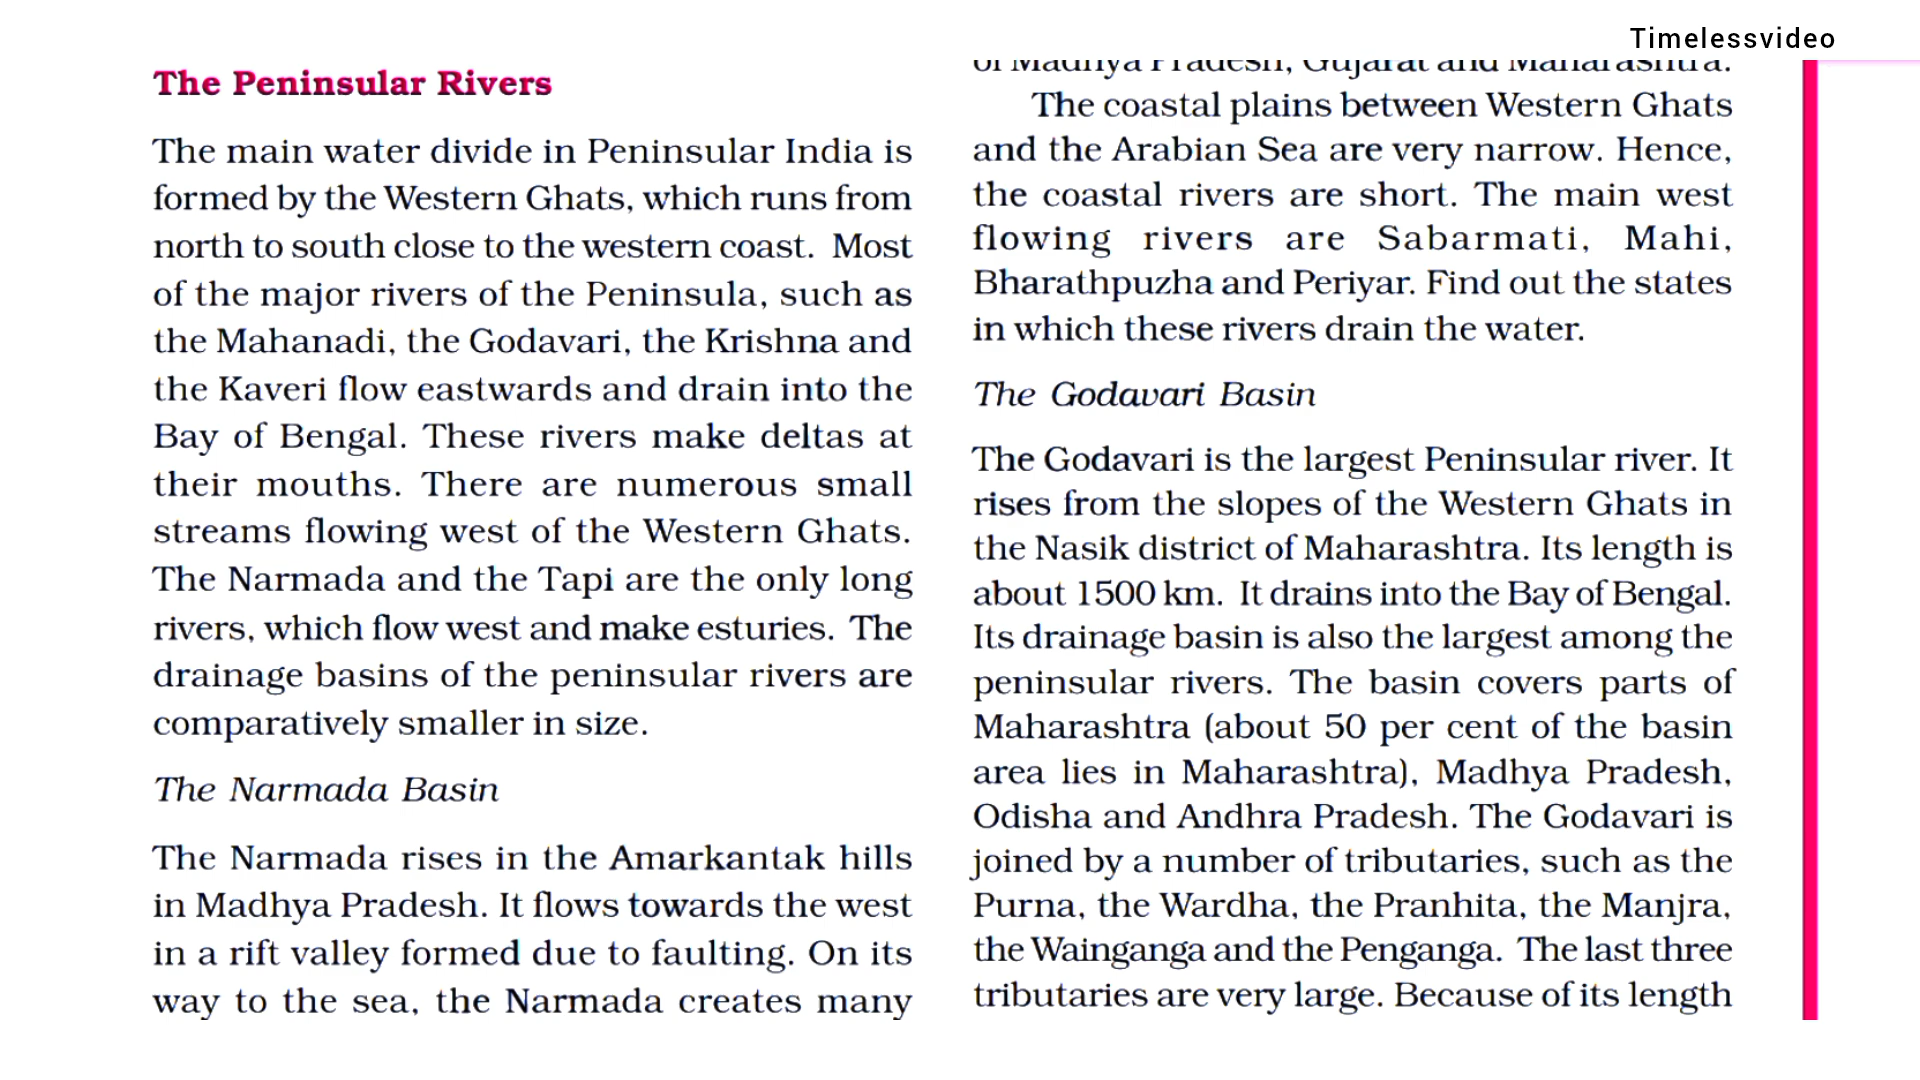 Timelessvideo
The Peninsular Rivers
The main water divide in Peninsular India is
formed by the Western Ghats, which runs from
north to south close to the western coast. Most
of the major rivers of the Peninsula, such as
the Mahanadi, the Godavari, the Krishna and
the Kaveri flow eastwards and drain into the
Bay of Bengal. These rivers make deltas at
their mouths. There are numerous small
streams flowing west of the Western Ghats.
The Narmada and the Tapi are the only long
rivers, which flow west and make esturies. The
drainage basins of the peninsular rivers are
comparatively smaller in size.
The Narmada Basin
The Narmada rises in the Amarkantak hills
in Madhya Pradesh. It flows towards the west
in a rift valley formed due to faulting. On its
way to the sea, the Narmada creates many
of Madhya Pradesh, Gujarat and Maharashtra.
The coastal plains between Western Ghats
and the Arabian Sea are very narrow. Hence,
the coastal rivers are short. The main west
flowing rivers are Sabarmati, Mahi,
Bharathpuzha and Periyar. Find out the states
in which these rivers drain the water.
The Godavari Basin
The Godavari is the largest Peninsular river. It
rises from the slopes of the Western Ghats in
the Nasik district of Maharashtra. Its length is
about 1500 km. It drains into the Bay of Bengal.
Its drainage basin is also the largest among the
peninsular rivers. The basin covers parts of
Maharashtra (about 50 per cent of the basin
area lies in Maharashtra), Madhya Pradesh,
Odisha and Andhra Pradesh. The Godavari is
joined by a number of tributaries, such as the
Purna, the Wardha, the Pranhita, the Manjra,
the Wainganga and the Penganga. The last three
tributaries are very large. Because of its length